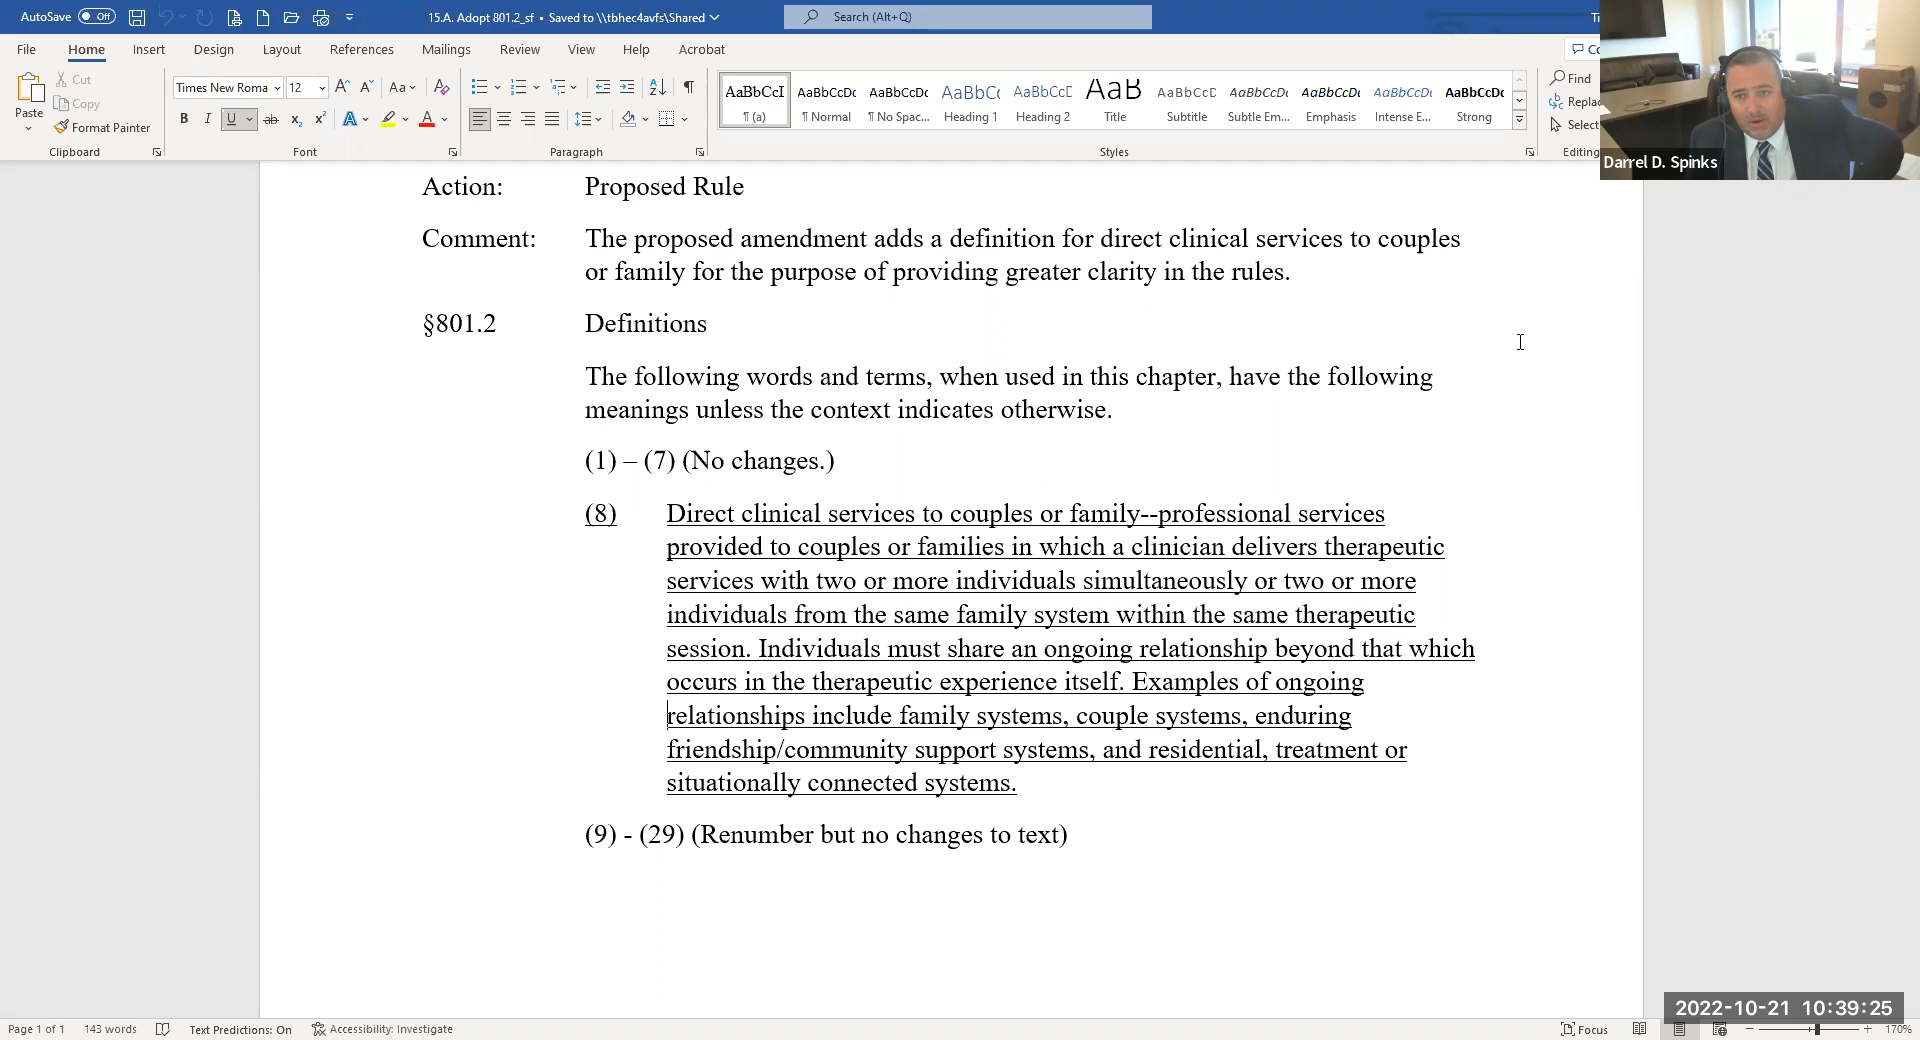 AutoSave Off 15.A. Adopt 801.2_sf • Saved to \\tbhec4avfs\Shared Search (Alt+Q)
File Home Insert Design Layout References Mailings Review View Help Acrobat
Paste Cut Copy Format Painter
Times New Roma 12
AaBbCcI AaBbCcDc AaBbCcDc AaBbCc AaBbCcD AaB AaBbCcD AaBbCcDc AaBbCcDc AaBbCcDc AaBbCcDc
¶ (a) ¶ Normal ¶ No Spac... Heading 1 Heading 2 Title Subtitle Subtle Em... Emphasis Intense E... Strong
Find
Replac
Select
Clipboard Font Paragraph Styles Editing
Darrel D. Spinks
Action: Proposed Rule
Comment: The proposed amendment adds a definition for direct clinical services to couples
or family for the purpose of providing greater clarity in the rules.
§801.2 Definitions
The following words and terms, when used in this chapter, have the following
meanings unless the context indicates otherwise.
(1) – (7) (No changes.)
(8) Direct clinical services to couples or family--professional services
provided to couples or families in which a clinician delivers therapeutic
services with two or more individuals simultaneously or two or more
individuals from the same family system within the same therapeutic
session. Individuals must share an ongoing relationship beyond that which
occurs in the therapeutic experience itself. Examples of ongoing
relationships include family systems, couple systems, enduring
friendship/community support systems, and residential, treatment or
situationally connected systems.
(9) - (29) (Renumber but no changes to text)
2022-10-21 10:39:25
Page 1 of 1 143 words Text Predictions: On Accessibility: Investigate Focus 170%